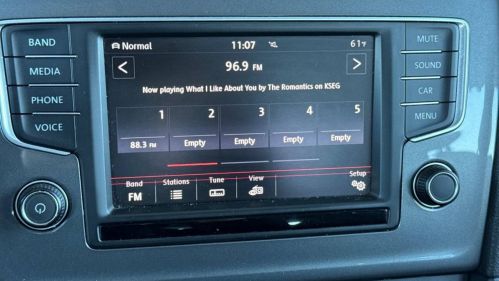 BAND
MEDIA
PHONE
VOICE
Normal 11:07 61°F
96.9 FM
Now playing What I Like About You by The Romantics on KSEG
1 2 3 4 5
88.3 FM Empty Empty Empty Empty
Band Stations Tune View Setup
FM
MUTE
SOUND
CAR
MENU